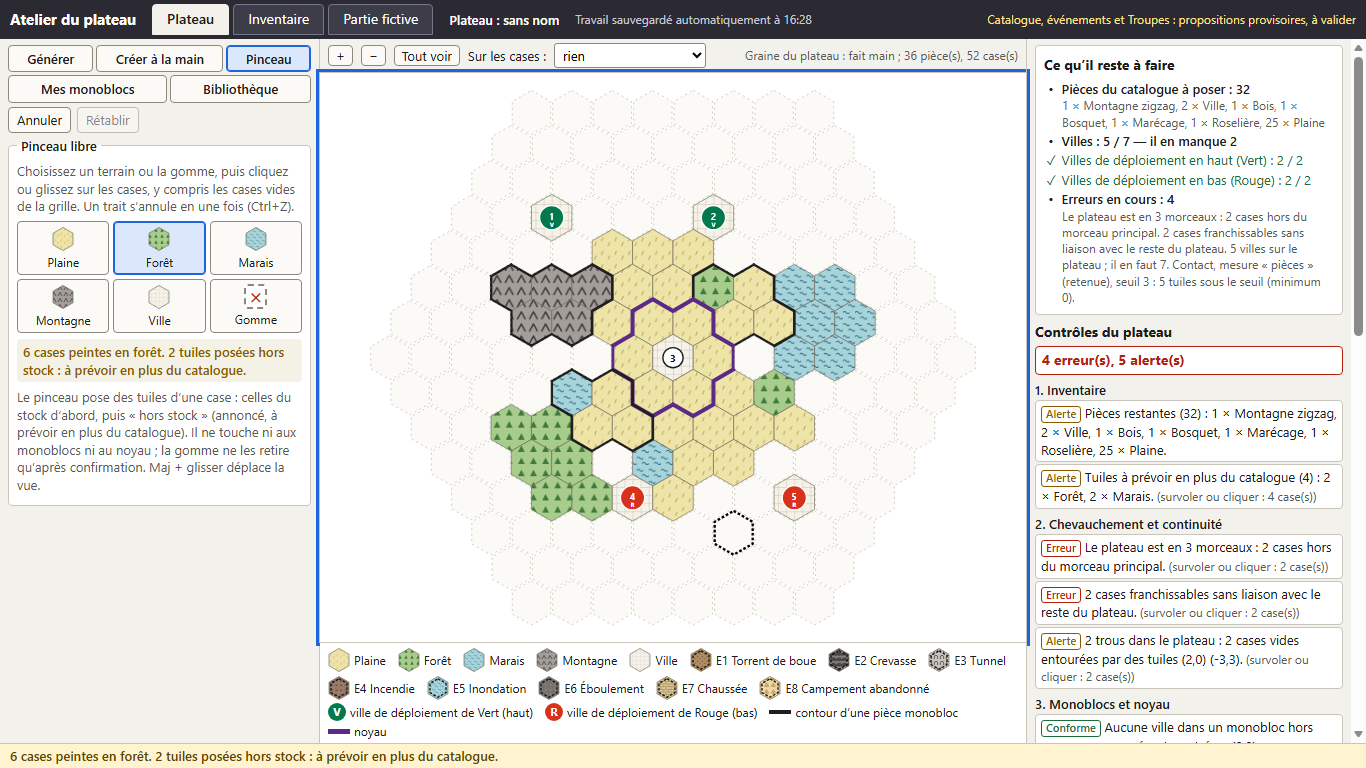 Atelier du plateau
Plateau
Inventaire
Partie fictive
Plateau : sans nom
Travail sauvegardé automatiquement à 16:28
Catalogue, événements et Troupes : propositions provisoires, à valider
Générer
Créer à la main
Pinceau
Mes monoblocs
Bibliothèque
Annuler
Rétablir
Pinceau libre
Choisissez un terrain ou la gomme, puis cliquez
ou glissez sur les cases, y compris les cases vides
de la grille. Un trait s’annule en une fois (Ctrl+Z).
Plaine
Forêt
Marais
Montagne
Ville
Gomme
6 cases peintes en forêt. 2 tuiles posées hors
stock : à prévoir en plus du catalogue.
Le pinceau pose des tuiles d’une case : celles du
stock d’abord, puis « hors stock » (annoncé, à
prévoir en plus du catalogue). Il ne touche ni aux
monoblocs ni au noyau ; la gomme ne les retire
qu’après confirmation. Maj + glisser déplace la
vue.
+
−
Tout voir
Sur les cases :
rien
Graine du plateau : fait main ; 36 pièce(s), 52 case(s)
1
V
2
V
3
4
R
5
R
Plaine
Forêt
Marais
Montagne
Ville
E1 Torrent de boue
E2 Crevasse
E3 Tunnel
E4 Incendie
E5 Inondation
E6 Éboulement
E7 Chaussée
E8 Campement abandonné
V
ville de déploiement de Vert (haut)
R
ville de déploiement de Rouge (bas)
contour d’une pièce monobloc
noyau
Ce qu’il reste à faire
• Pièces du catalogue à poser : 32
1 × Montagne zigzag, 2 × Ville, 1 × Bois, 1 ×
Bosquet, 1 × Marécage, 1 × Roselière, 25 × Plaine
• Villes : 5 / 7 — il en manque 2
✓ Villes de déploiement en haut (Vert) : 2 / 2
✓ Villes de déploiement en bas (Rouge) : 2 / 2
• Erreurs en cours : 4
Le plateau est en 3 morceaux : 2 cases hors du
morceau principal. 2 cases franchissables sans
liaison avec le reste du plateau. 5 villes sur le
plateau ; il en faut 7. Contact, mesure « pièces »
(retenue), seuil 3 : 5 tuiles sous le seuil (minimum
0).
Contrôles du plateau
4 erreur(s), 5 alerte(s)
1. Inventaire
Alerte Pièces restantes (32) : 1 × Montagne zigzag,
2 × Ville, 1 × Bois, 1 × Bosquet, 1 × Marécage, 1 ×
Roselière, 25 × Plaine.
Alerte Tuiles à prévoir en plus du catalogue (4) : 2
× Forêt, 2 × Marais. (survoler ou cliquer : 4 case(s))
2. Chevauchement et continuité
Erreur Le plateau est en 3 morceaux : 2 cases hors
du morceau principal. (survoler ou cliquer : 2 case(s))
Erreur 2 cases franchissables sans liaison avec le
reste du plateau. (survoler ou cliquer : 2 case(s))
Alerte 2 trous dans le plateau : 2 cases vides
entourées par des tuiles (2,0) (-3,3). (survoler ou
cliquer : 2 case(s))
3. Monoblocs et noyau
Conforme Aucune ville dans un monobloc hors
6 cases peintes en forêt. 2 tuiles posées hors stock : à prévoir en plus du catalogue.